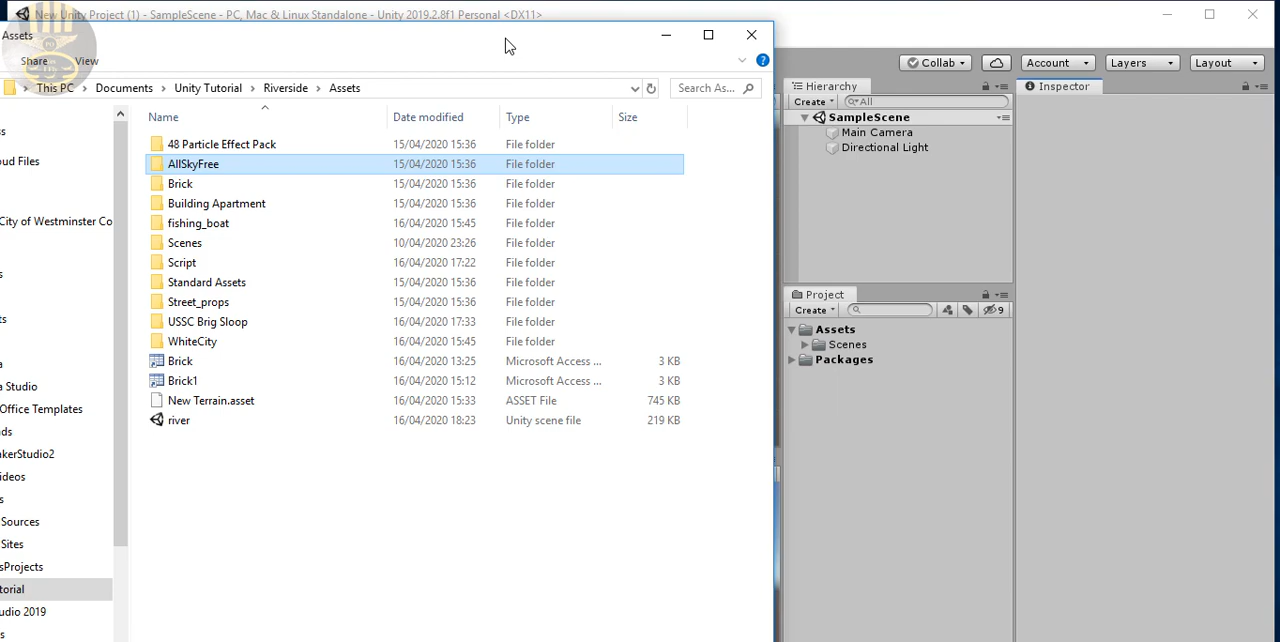 New Unity Project (1) - SampleScene - PC, Mac & Linux Standalone - Unity 2019.2.8f1 Personal <DX11>
Assets
Share View
This PC > Documents > Unity Tutorial > Riverside > Assets
Search As...
Name Date modified Type Size
48 Particle Effect Pack 15/04/2020 15:36 File folder
AllSkyFree 15/04/2020 15:36 File folder
Brick 15/04/2020 15:36 File folder
Building Apartment 15/04/2020 15:36 File folder
fishing_boat 16/04/2020 15:45 File folder
Scenes 10/04/2020 23:26 File folder
Script 16/04/2020 17:22 File folder
Standard Assets 15/04/2020 15:36 File folder
Street_props 15/04/2020 15:36 File folder
USSC Brig Sloop 16/04/2020 17:33 File folder
WhiteCity 16/04/2020 15:45 File folder
Brick 16/04/2020 13:25 Microsoft Access ... 3 KB
Brick1 16/04/2020 15:12 Microsoft Access ... 3 KB
New Terrain.asset 16/04/2020 15:33 ASSET File 745 KB
river 16/04/2020 18:23 Unity scene file 219 KB
ss
oud Files
City of Westminster Co
s
ts
a
a Studio
Office Templates
ads
akerStudio2
ideos
s
Sources
Sites
sProjects
torial
udio 2019
s
Collab Account Layers Layout
Hierarchy
Create All
SampleScene
Main Camera
Directional Light
Project
Create 9
Assets
Scenes
Packages
Inspector